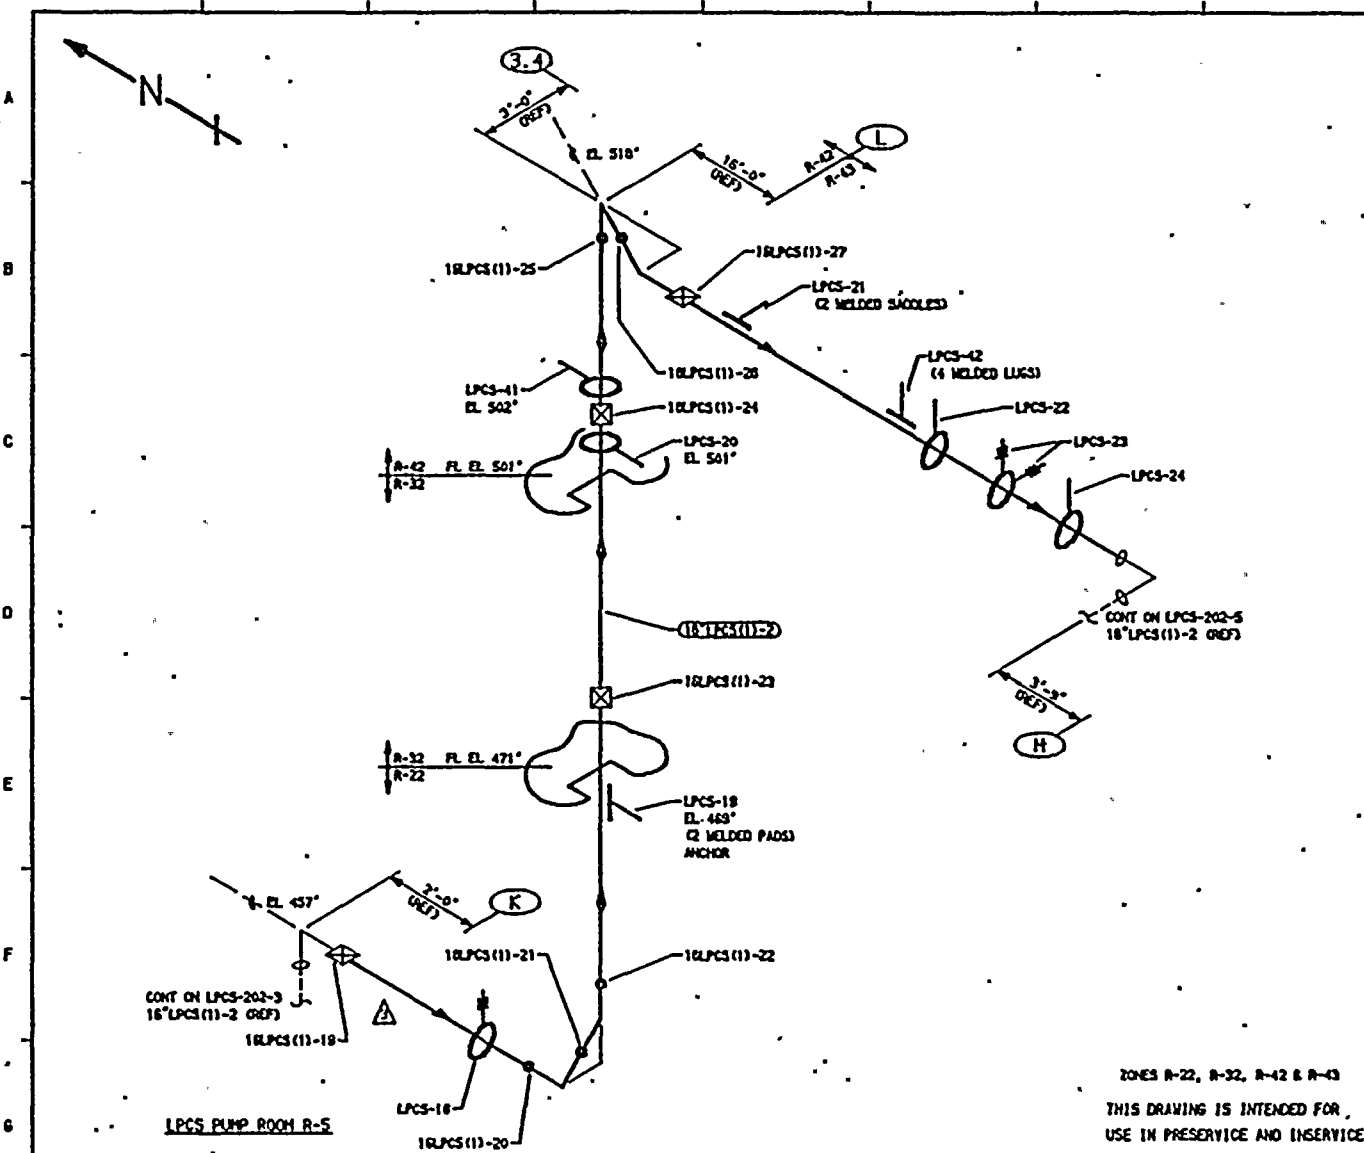 A
B
C
D
E
F
G
N
3.4
3'-0"
(REF)
EL 518'
16'-0"
(REF)
L
R-42
R-43
16LPCS(1)-25
16LPCS(1)-27
LPCS-21
(2 WELDED SADDLES)
16LPCS(1)-26
LPCS-42
(4 WELDED LUGS)
LPCS-22
LPCS-23
LPCS-24
LPCS-41
EL 502'
16LPCS(1)-24
LPCS-20
EL 501'
R-42
R-32
FL EL 501'
16"LPCS(1)-2
CONT ON LPCS-202-5
16"LPCS(1)-2 (REF)
3'-9"
(REF)
H
16LPCS(1)-23
R-32
R-22
FL EL 471'
LPCS-19
EL 469'
(2 WELDED PADS)
ANCHOR
EL 457'
2'-0"
(REF)
K
16LPCS(1)-21
16LPCS(1)-22
CONT ON LPCS-202-3
16"LPCS(1)-2 (REF)
16LPCS(1)-19
3
LPCS-18
16LPCS(1)-20
LPCS PUMP ROOM R-5
ZONES R-22, R-32, R-42 & R-43
THIS DRAWING IS INTENDED FOR
USE IN PRESERVICE AND INSERVICE